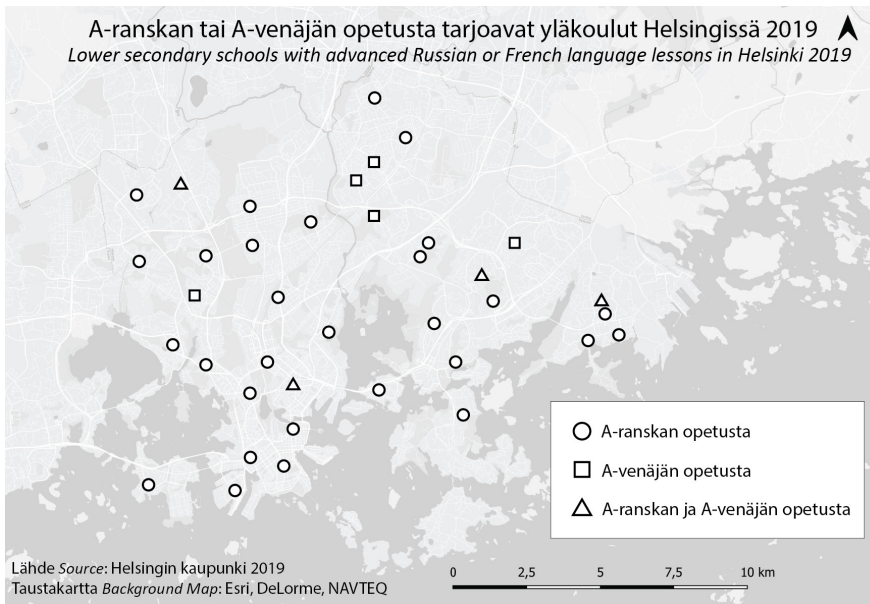 A-ranskan tai A-venäjän opetusta tarjoavat yläkoulut Helsingissä 2019
Lower secondary schools with advanced Russian or French language lessons in Helsinki 2019
A-ranskan opetusta
A-venäjän opetusta
A-ranskan ja A-venäjän opetusta
Lähde Source: Helsingin kaupunki 2019
Taustakartta Background Map: Esri, DeLorme, NAVTEQ
0 2,5 5 7,5 10 km